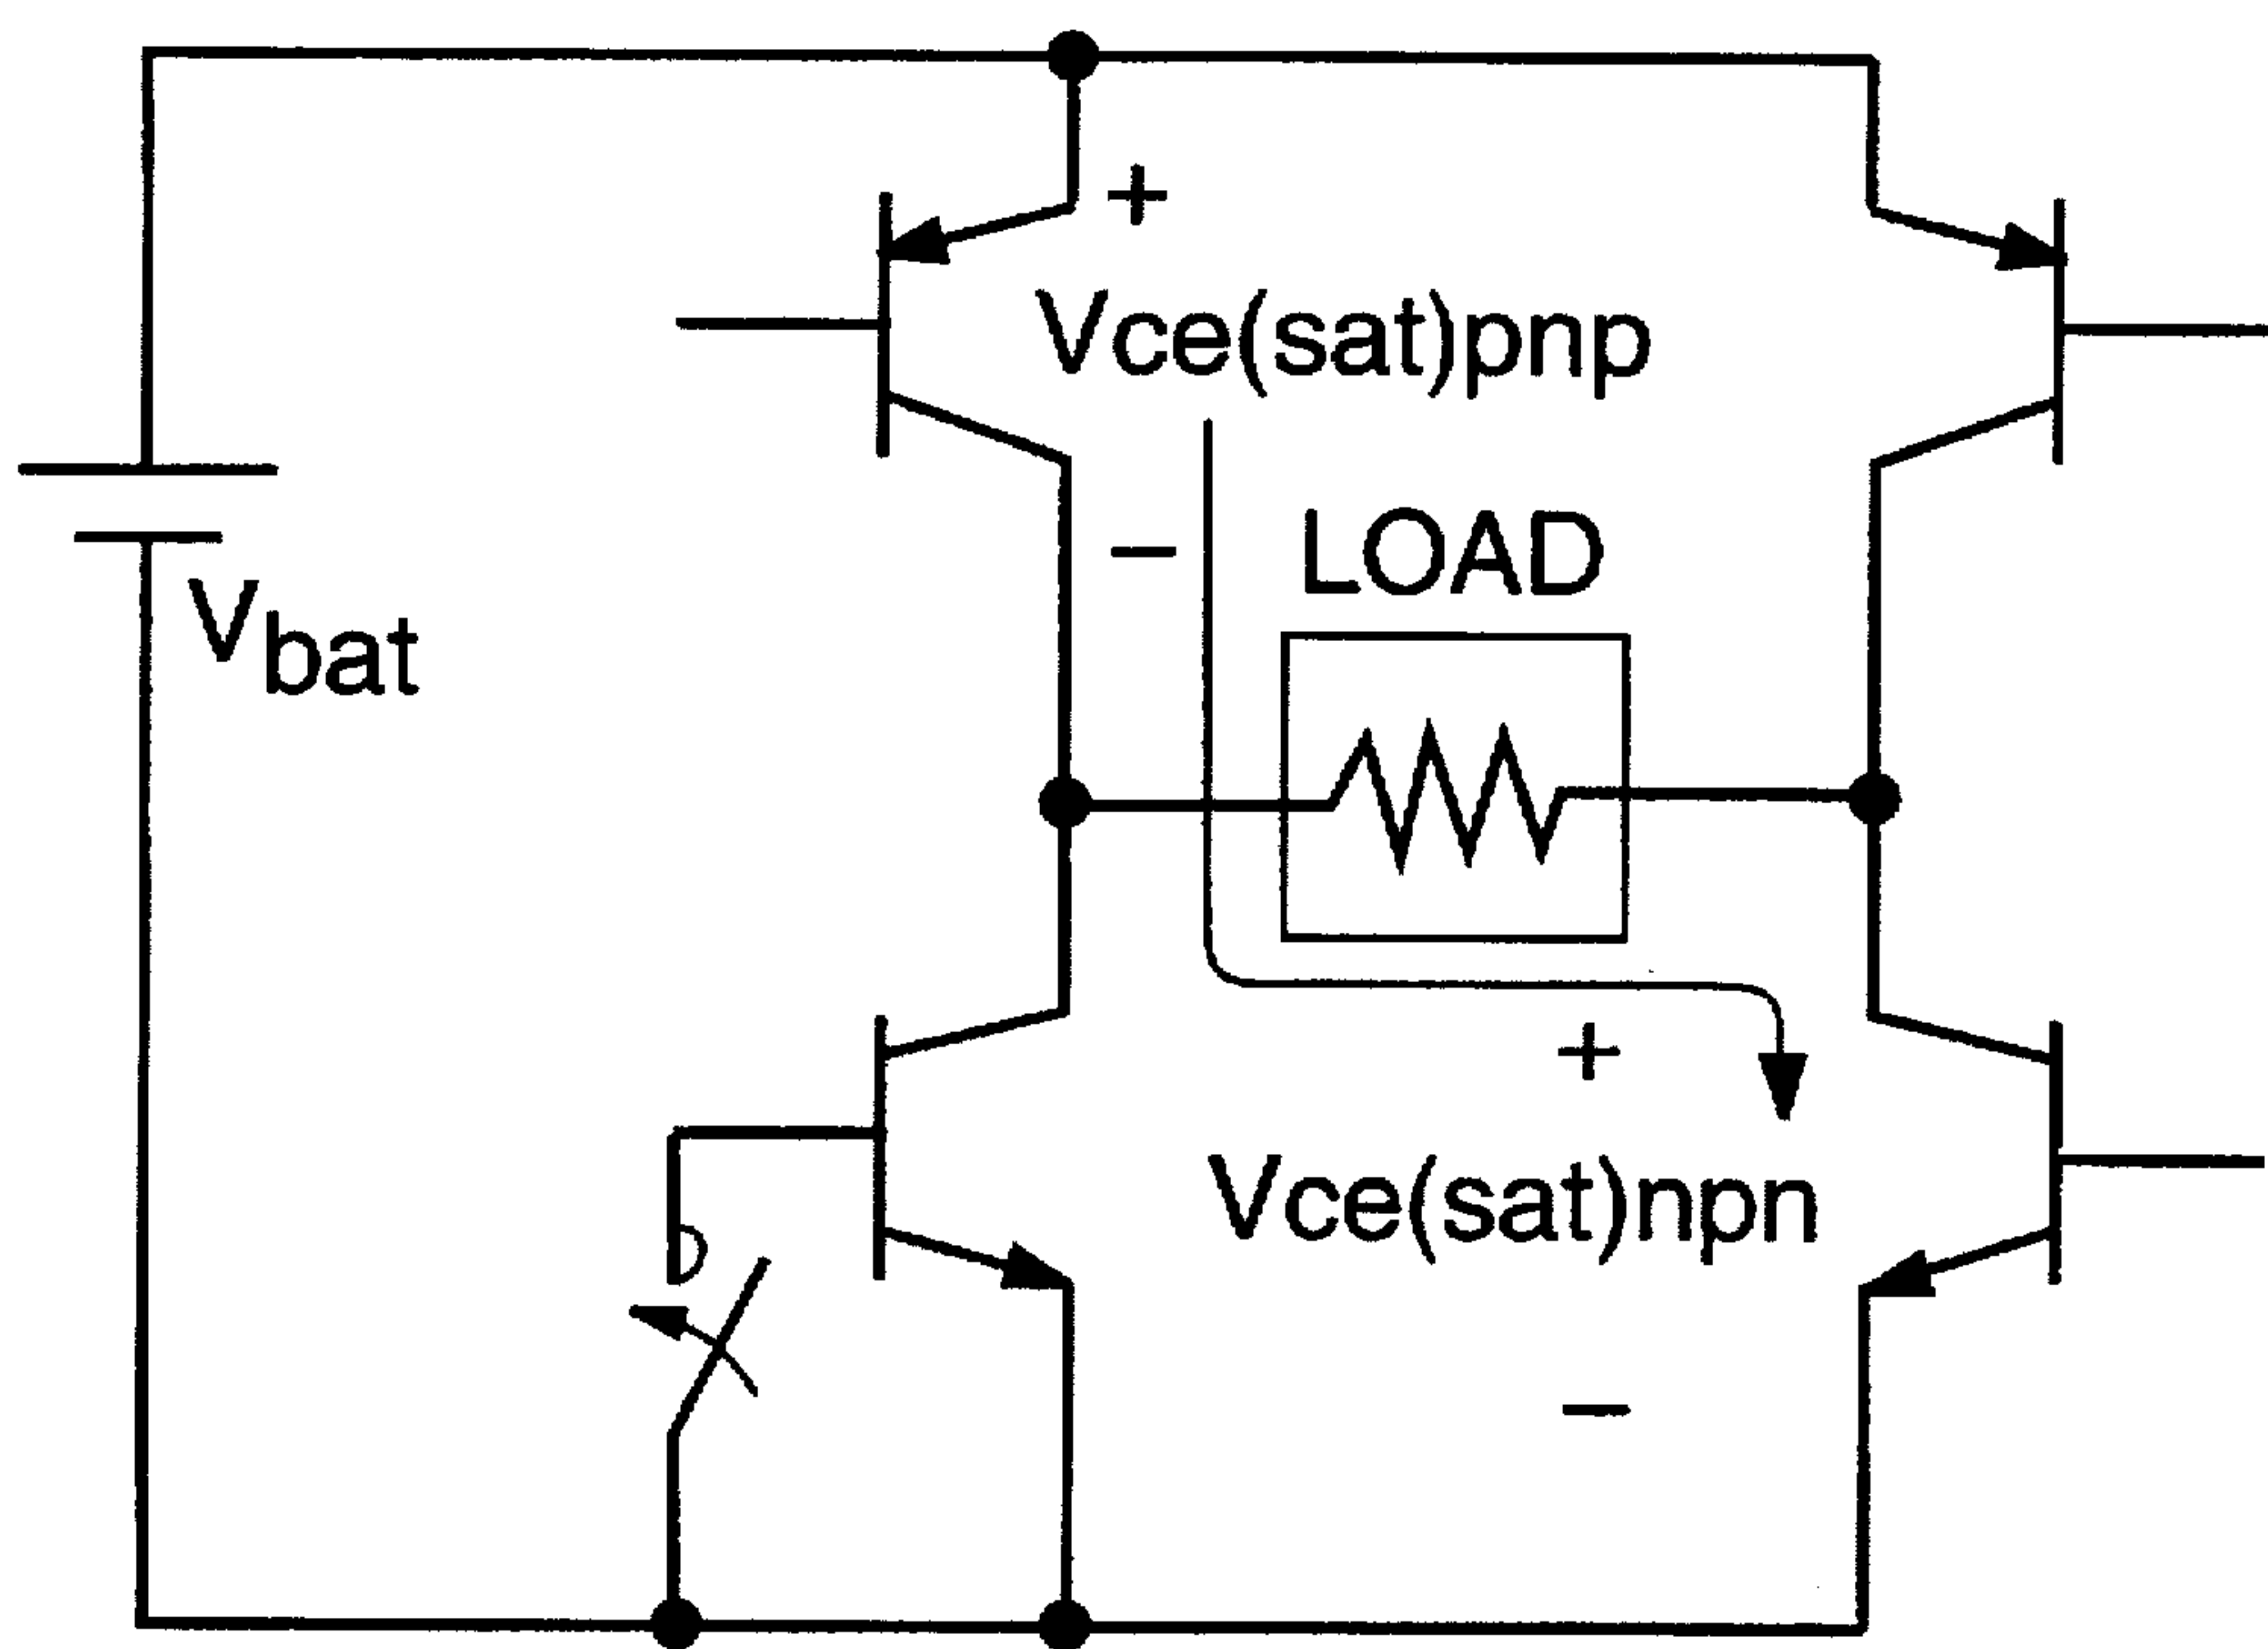 +
Vce(sat)pnp
−
LOAD
Vbat
+
Vce(sat)npn
−